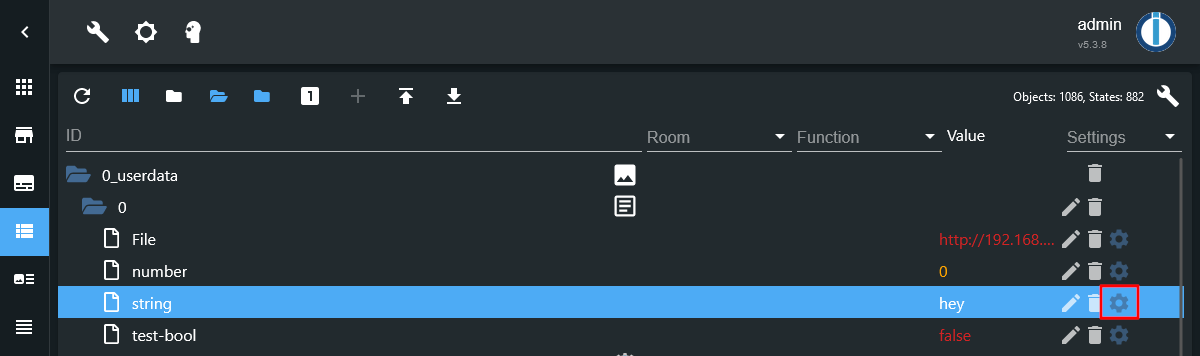 admin
v5.3.8
1
Objects: 1086, States: 882
ID Room Function Value Settings
0_userdata
0
File http://192.168....
number 0
string hey
test-bool false